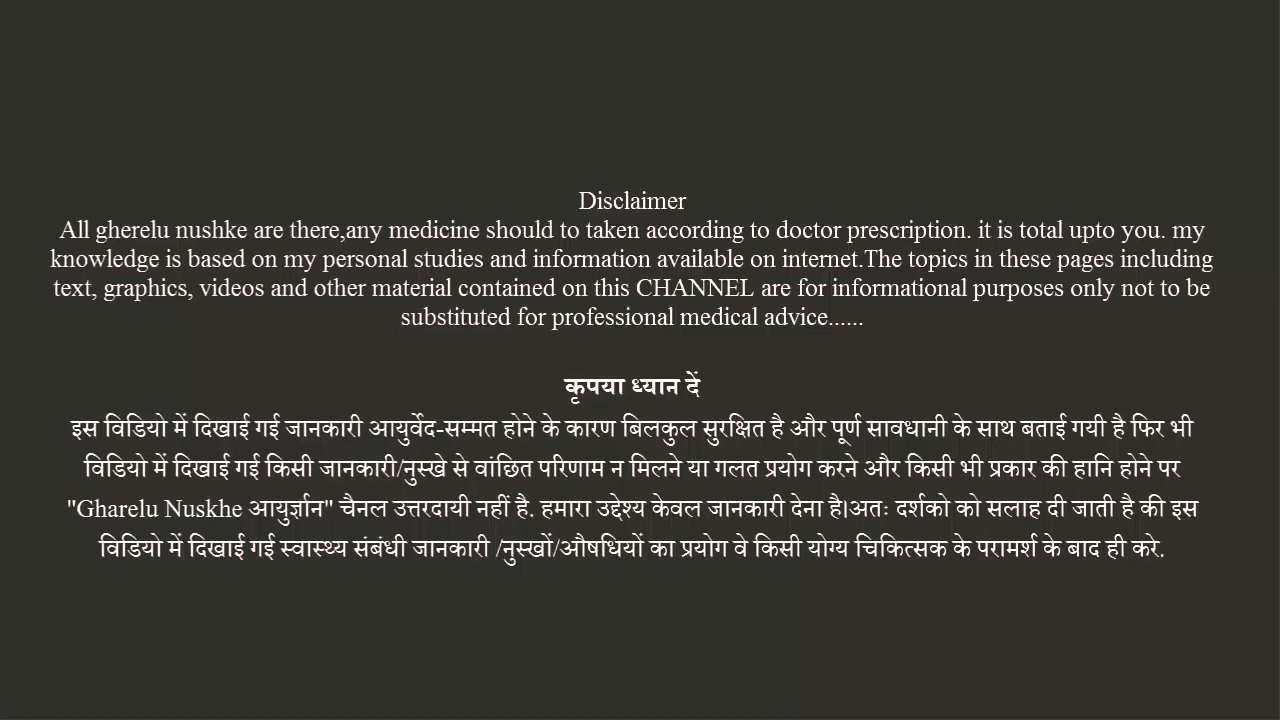 Disclaimer
All gherelu nushke are there,any medicine should to taken according to doctor prescription. it is total upto you. my
knowledge is based on my personal studies and information available on internet.The topics in these pages including
text, graphics, videos and other material contained on this CHANNEL are for informational purposes only not to be
substituted for professional medical advice......
कृपया ध्यान दें
इस विडियो में दिखाई गई जानकारी आयुर्वेद-सम्मत होने के कारण बिलकुल सुरक्षित है और पूर्ण सावधानी के साथ बताई गयी है फिर भी
विडियो में दिखाई गई किसी जानकारी/नुस्खे से वांछित परिणाम न मिलने या गलत प्रयोग करने और किसी भी प्रकार की हानि होने पर
"Gharelu Nuskhe आयुर्ज्ञान" चैनल उत्तरदायी नहीं है. हमारा उद्देश्य केवल जानकारी देना है।अतः दर्शको को सलाह दी जाती है की इस
विडियो में दिखाई गई स्वास्थ्य संबंधी जानकारी /नुस्खों/औषधियों का प्रयोग वे किसी योग्य चिकित्सक के परामर्श के बाद ही करे.